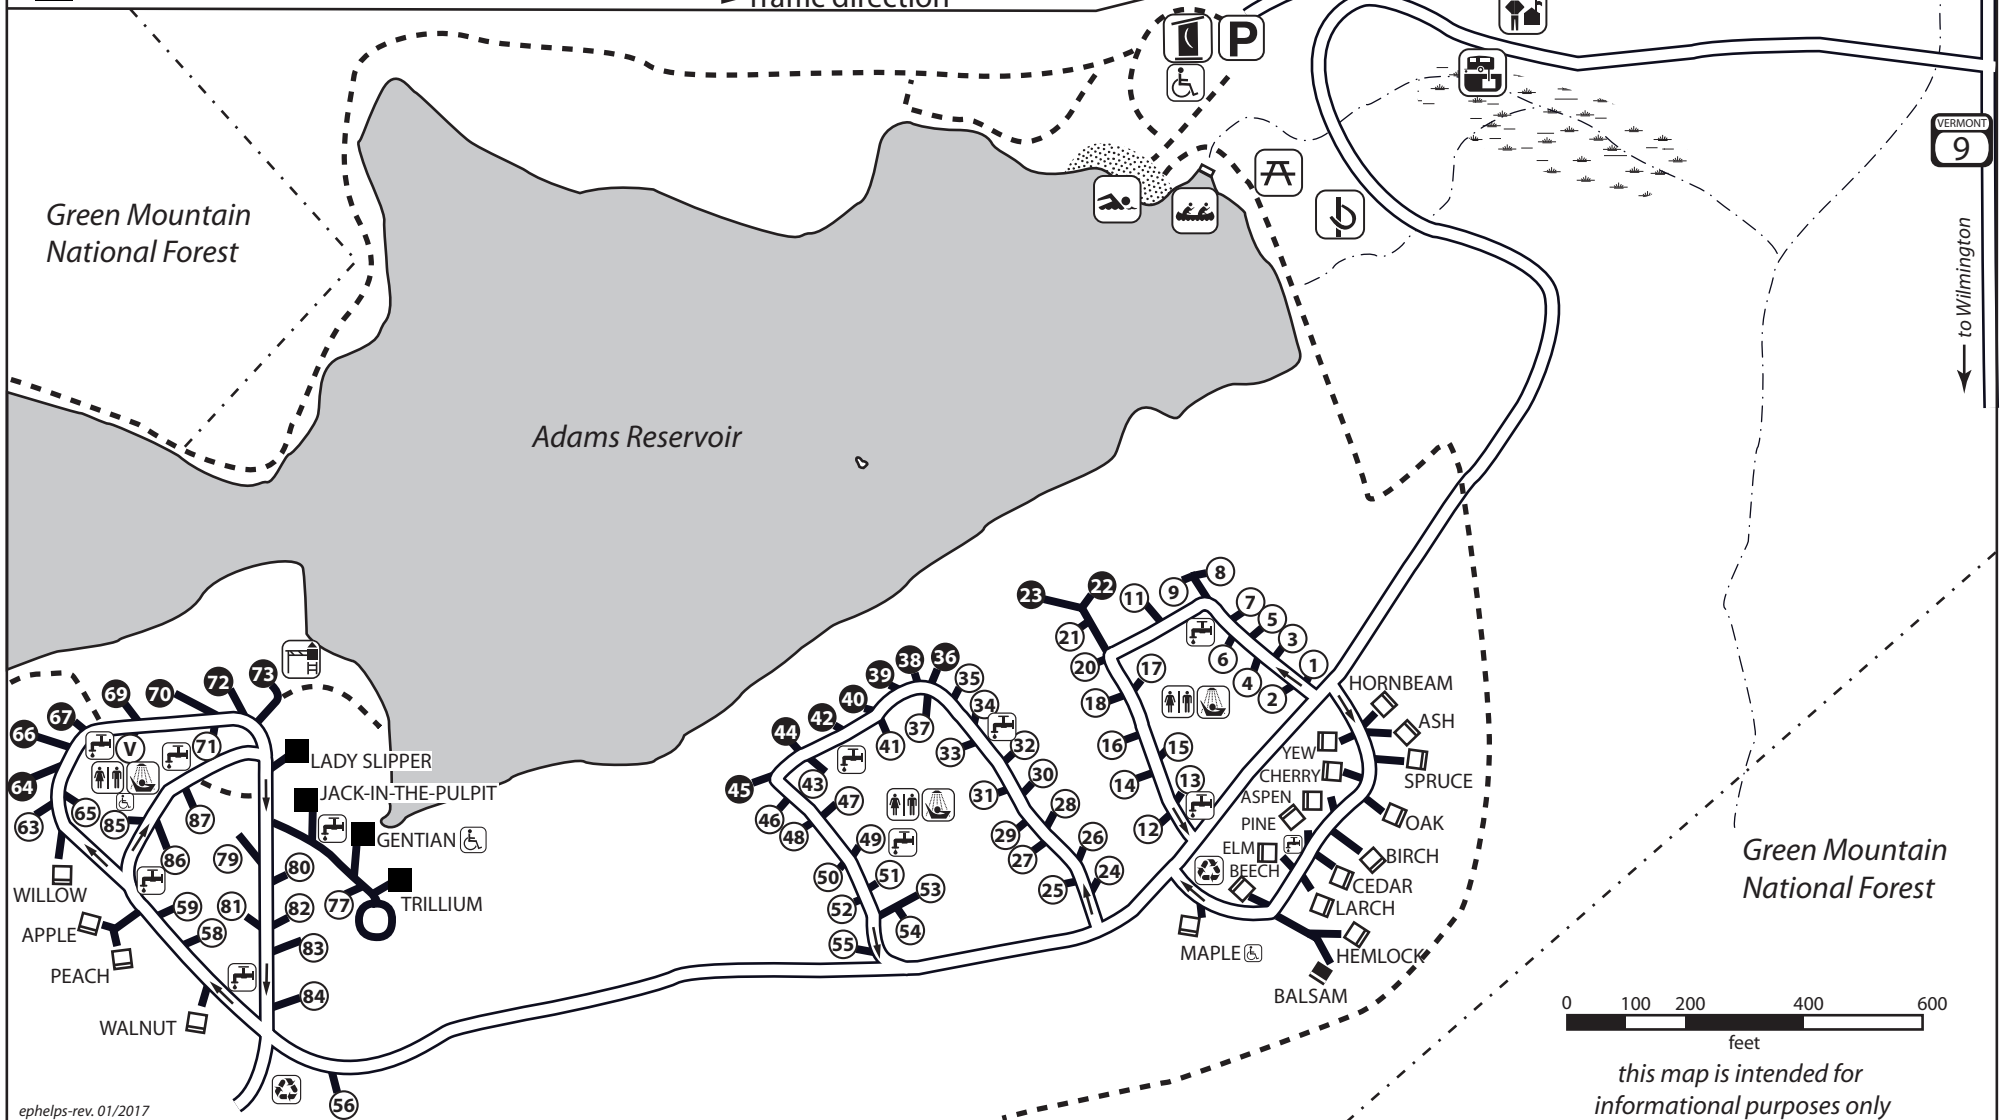 Traffic direction
P
VERMONT
9
to Wilmington
Green Mountain
National Forest
Adams Reservoir
8
22
23
11
9
7
5
21
3
20
17
6
1
4
2
18
16
15
14
13
12
HORNBEAM
ASH
YEW
CHERRY
SPRUCE
ASPEN
PINE
OAK
ELM
BIRCH
BEECH
CEDAR
LARCH
MAPLE
HEMLOCK
BALSAM
36
38
39
35
40
34
42
37
44
41
33
32
45
43
30
31
47
46
48
28
29
49
26
27
50
24
25
51
53
52
54
55
73
72
69
70
67
66
V
71
64
LADY SLIPPER
JACK-IN-THE-PULPIT
65
63
85
87
GENTIAN
79
86
80
WILLOW
TRILLIUM
59
81
82
77
APPLE
58
83
PEACH
84
WALNUT
56
Green Mountain
National Forest
0 100 200 400 600
feet
this map is intended for
informational purposes only
ephelps-rev. 01/2017